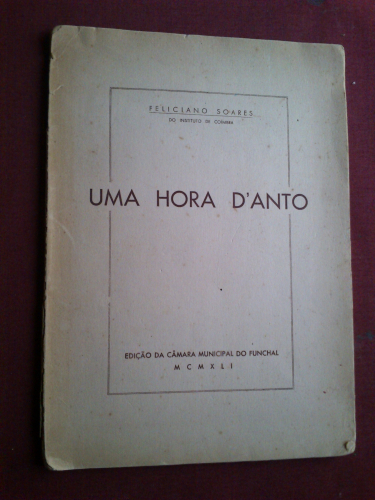 FELICIANO SOARES
DO INSTITUTO DE COIMBRA
UMA HORA D'ANTO
EDIÇÃO DA CÂMARA MUNICIPAL DO FUNCHAL
MCMXLI